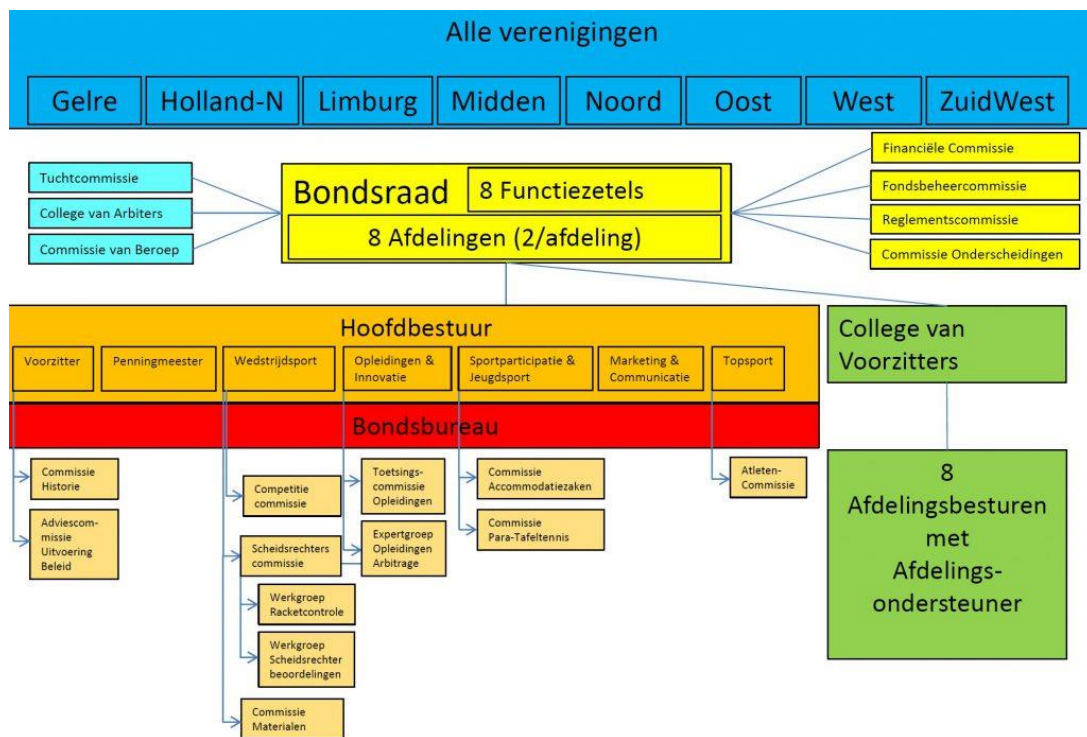 Alle verenigingen
Gelre
Holland-N
Limburg
Midden
Noord
Oost
West
ZuidWest
Tuchtcommissie
College van Arbiters
Commissie van Beroep
Bondsraad
8 Functiezetels
8 Afdelingen (2/afdeling)
Financiële Commissie
Fondsbeheercommissie
Reglementscommissie
Commissie Onderscheidingen
Hoofdbestuur
Voorzitter
Penningmeester
Wedstrijdsport
Opleidingen &
Innovatie
Sportparticipatie &
Jeugdsport
Marketing &
Communicatie
Topsport
College van
Voorzitters
Bondsbureau
Commissie
Historie
Adviescom-
missie
Uitvoering
Beleid
Competitie
commissie
Scheidsrechters
commissie
Werkgroep
Racketcontrole
Werkgroep
Scheidsrechter
beoordelingen
Commissie
Materialen
Toetsings-
commissie
Opleidingen
Expertgroep
Opleidingen
Arbitrage
Commissie
Accommodatiezaken
Commissie
Para-Tafeltennis
Atleten-
Commissie
8
Afdelingsbesturen
met
Afdelings-
ondersteuner